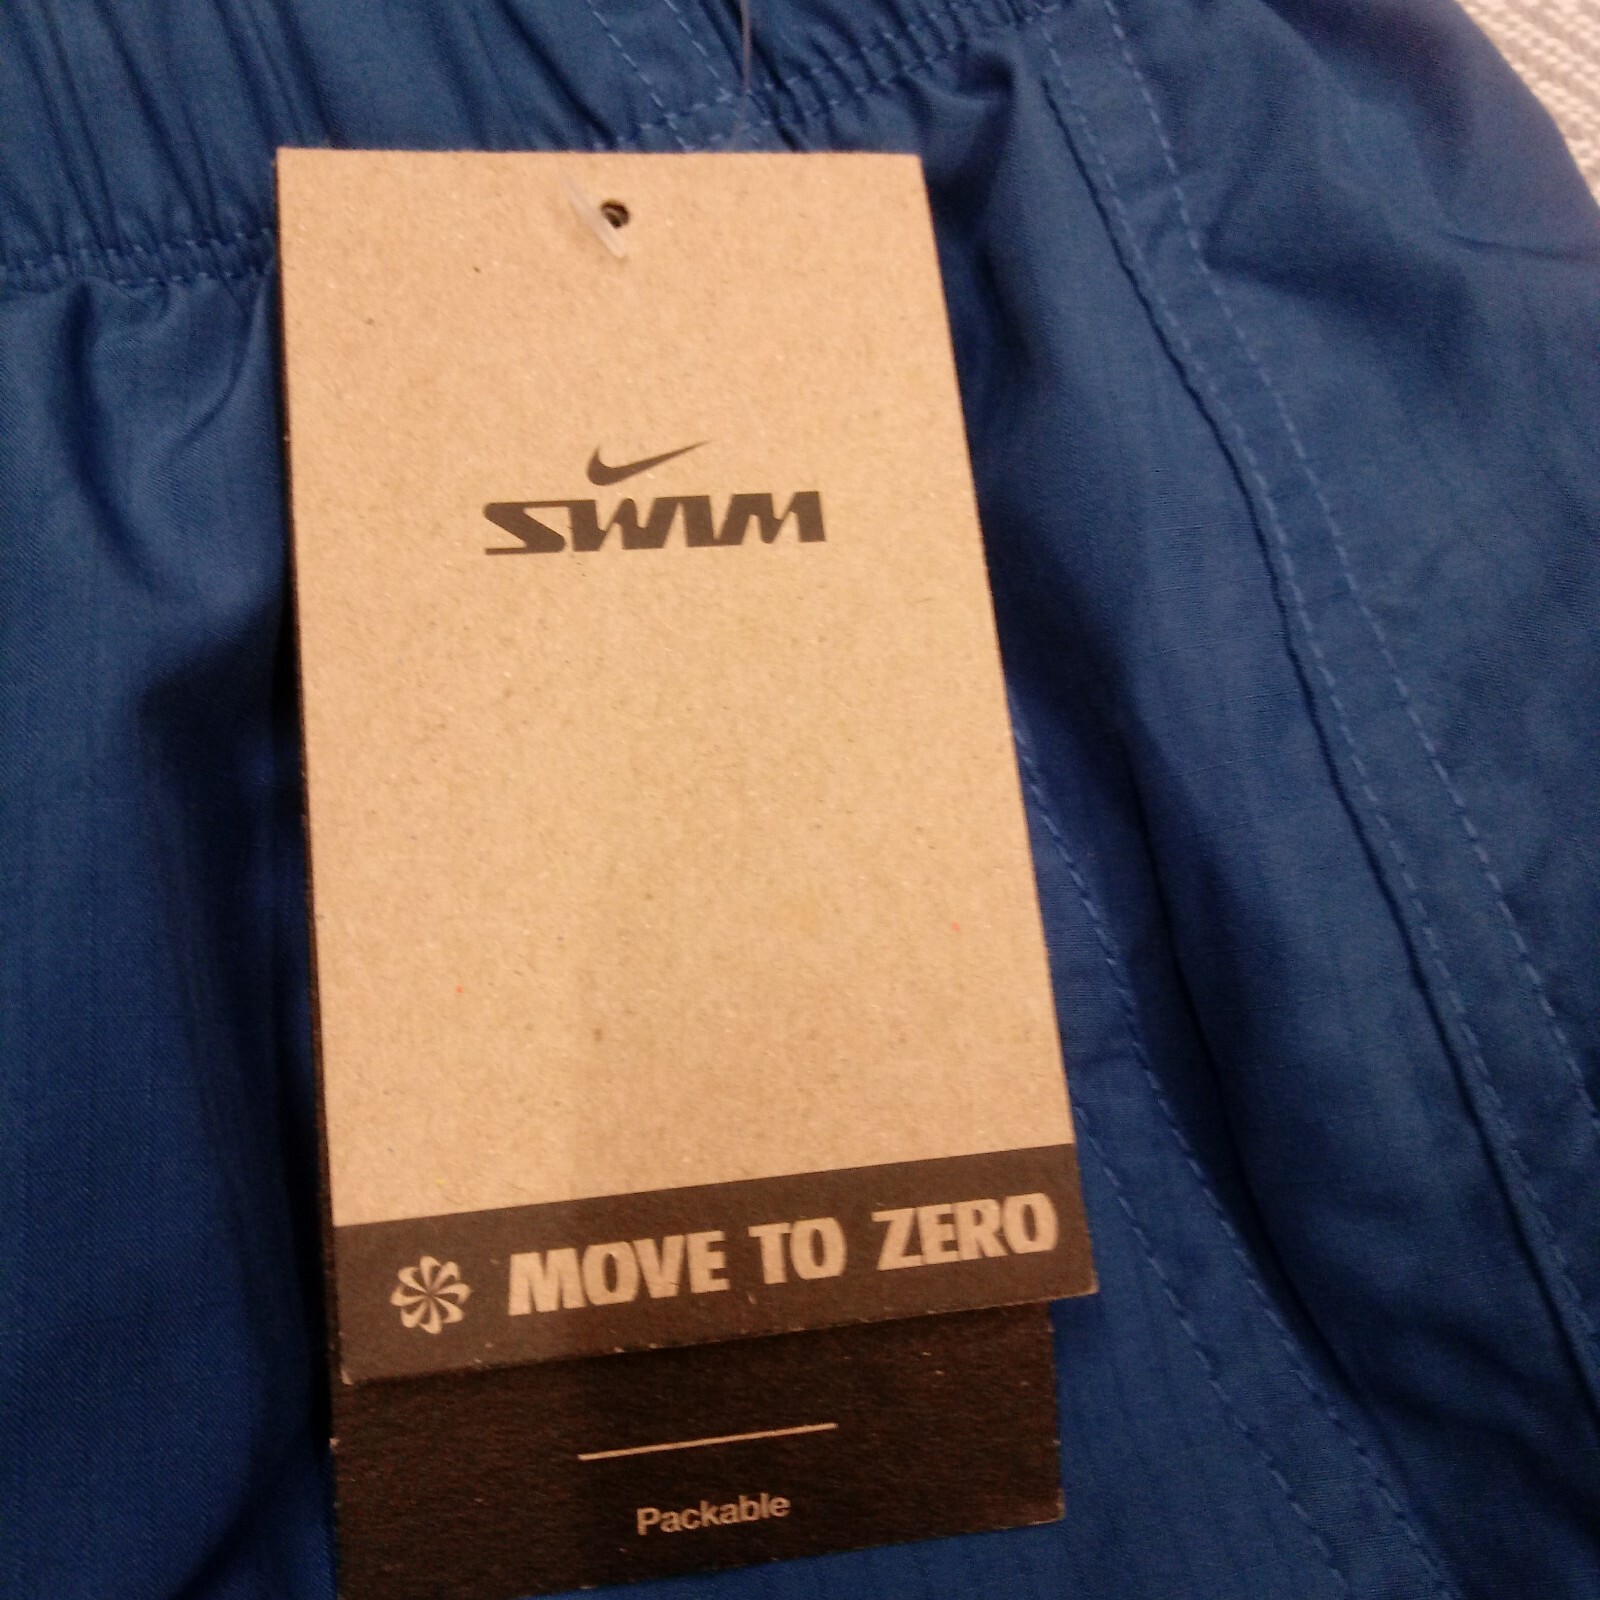 SWIM
MOVE TO ZERO
Packable